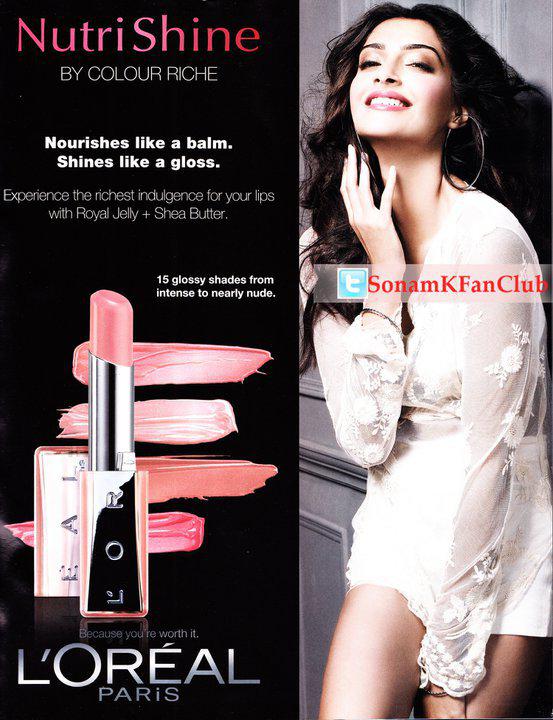 NutriShine
BY COLOUR RICHE
Nourishes like a balm.
Shines like a gloss.
Experience the richest indulgence for your lips
with Royal Jelly + Shea Butter.
15 glossy shades from
intense to nearly nude.
SonamKFanClub
L'OR
EAL
Because you're worth it.
L'ORÉAL
PARIS